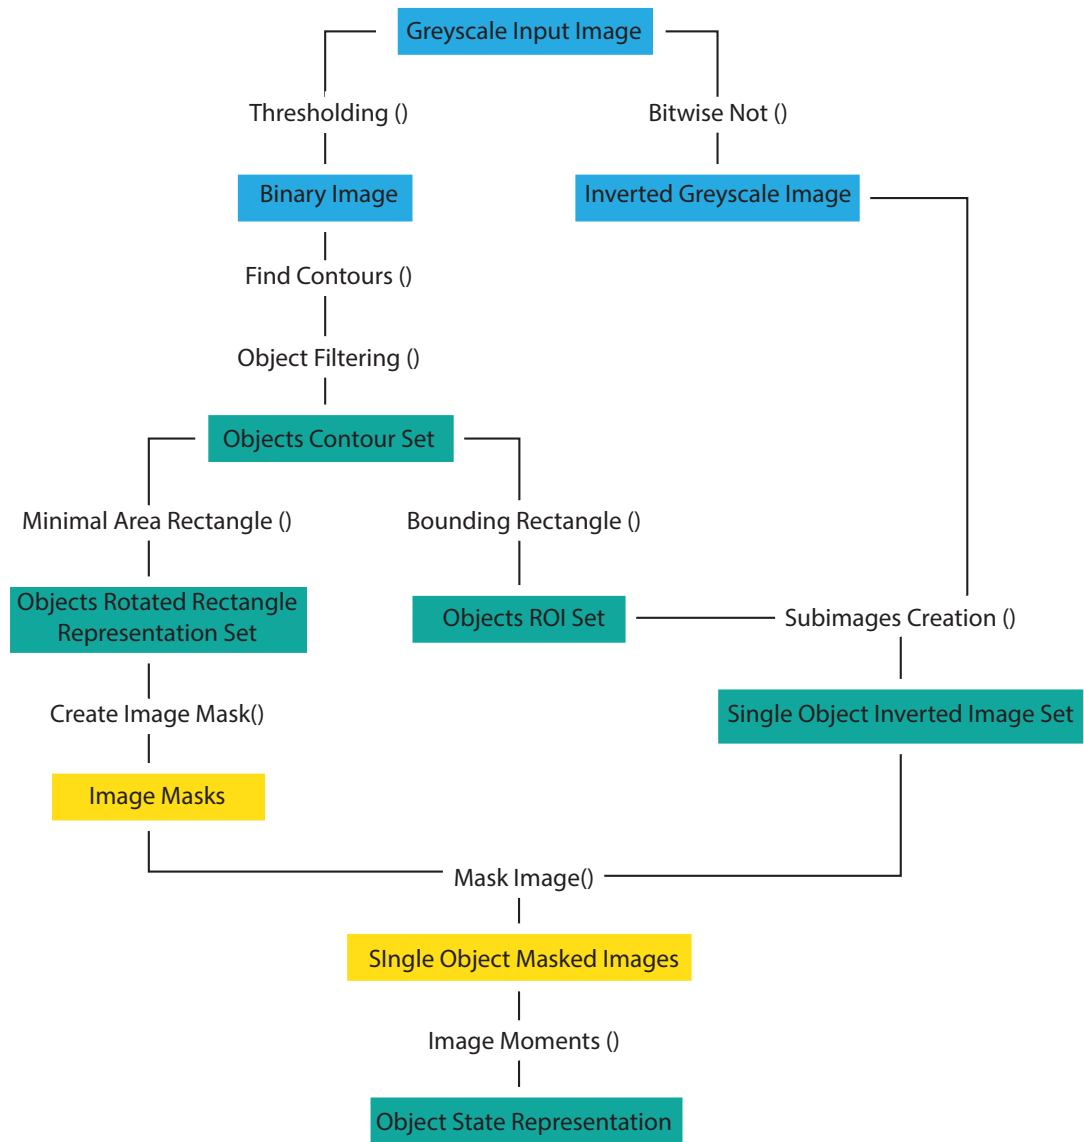 Greyscale Input Image
Thresholding ()
Bitwise Not ()
Binary Image
Inverted Greyscale Image
Find Contours ()
Object Filtering ()
Objects Contour Set
Minimal Area Rectangle ()
Bounding Rectangle ()
Objects Rotated Rectangle
Representation Set
Objects ROI Set
Subimages Creation ()
Create Image Mask()
Single Object Inverted Image Set
Image Masks
Mask Image()
SIngle Object Masked Images
Image Moments ()
Object State Representation